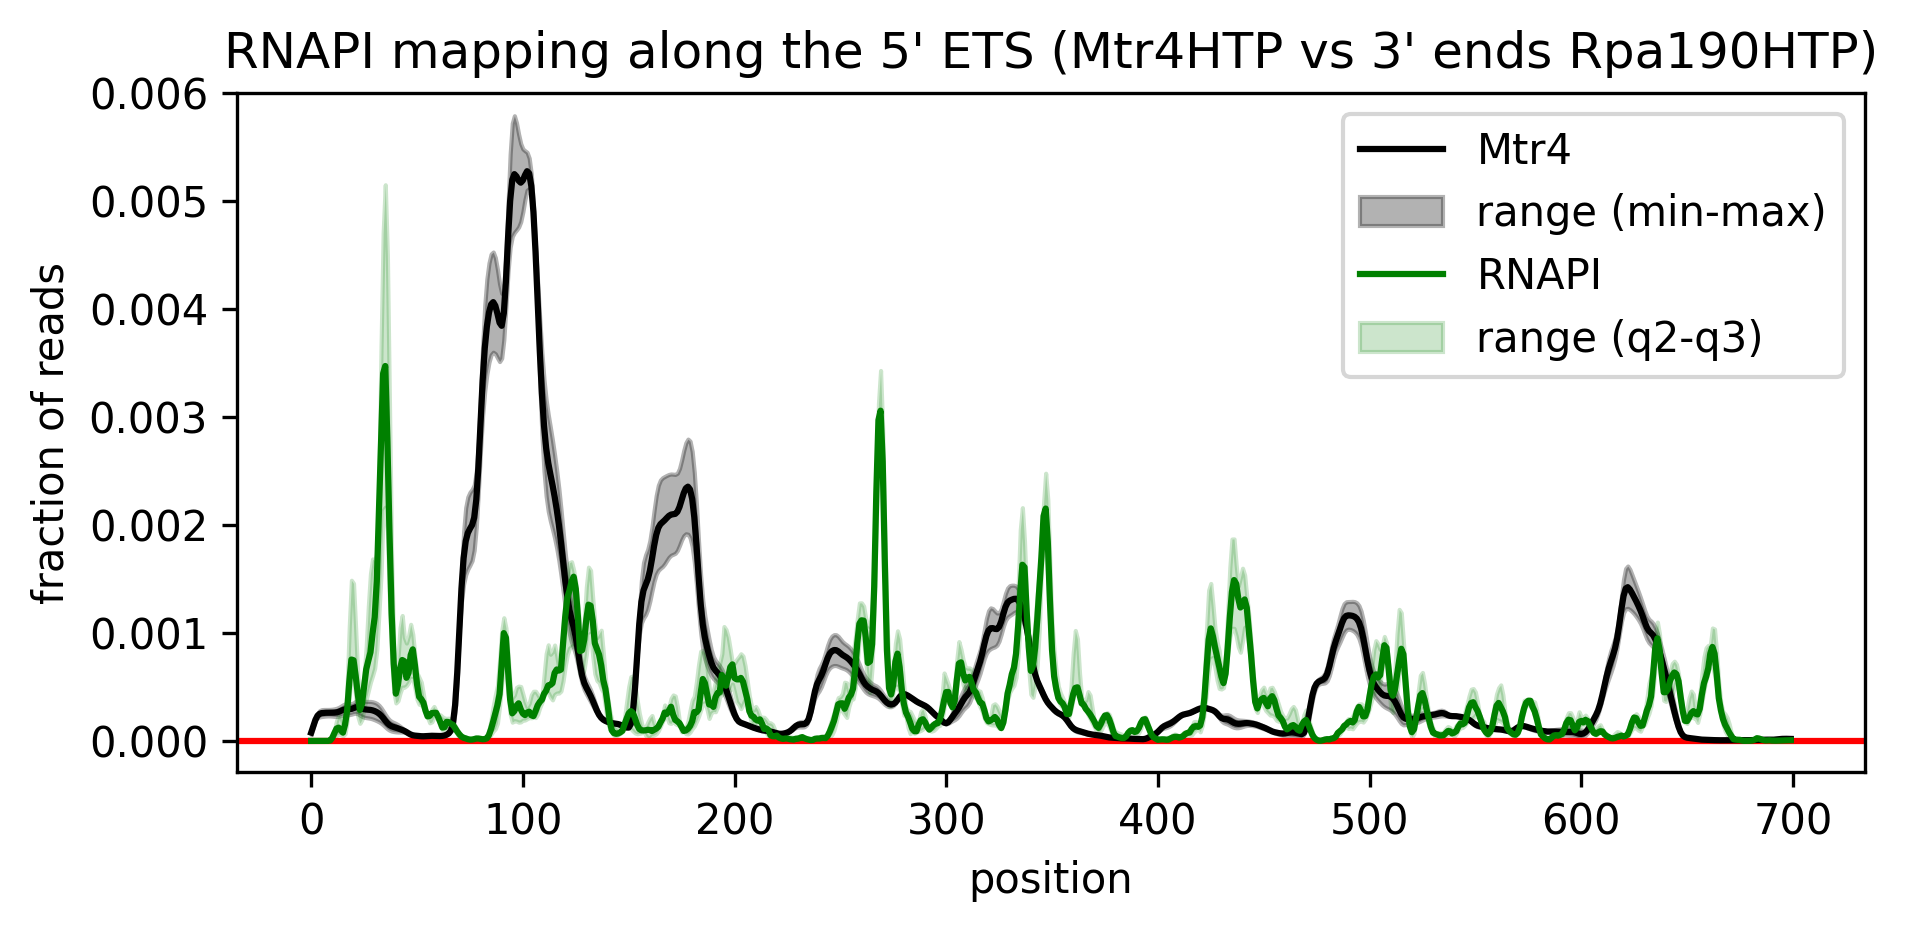 RNAPI mapping along the 5' ETS (Mtr4HTP vs 3' ends Rpa190HTP)
0.006
0.005
0.004
0.003
0.002
0.001
0.000
fraction of reads
Mtr4
range (min-max)
RNAPI
range (q2-q3)
0 100 200 300 400 500 600 700
position